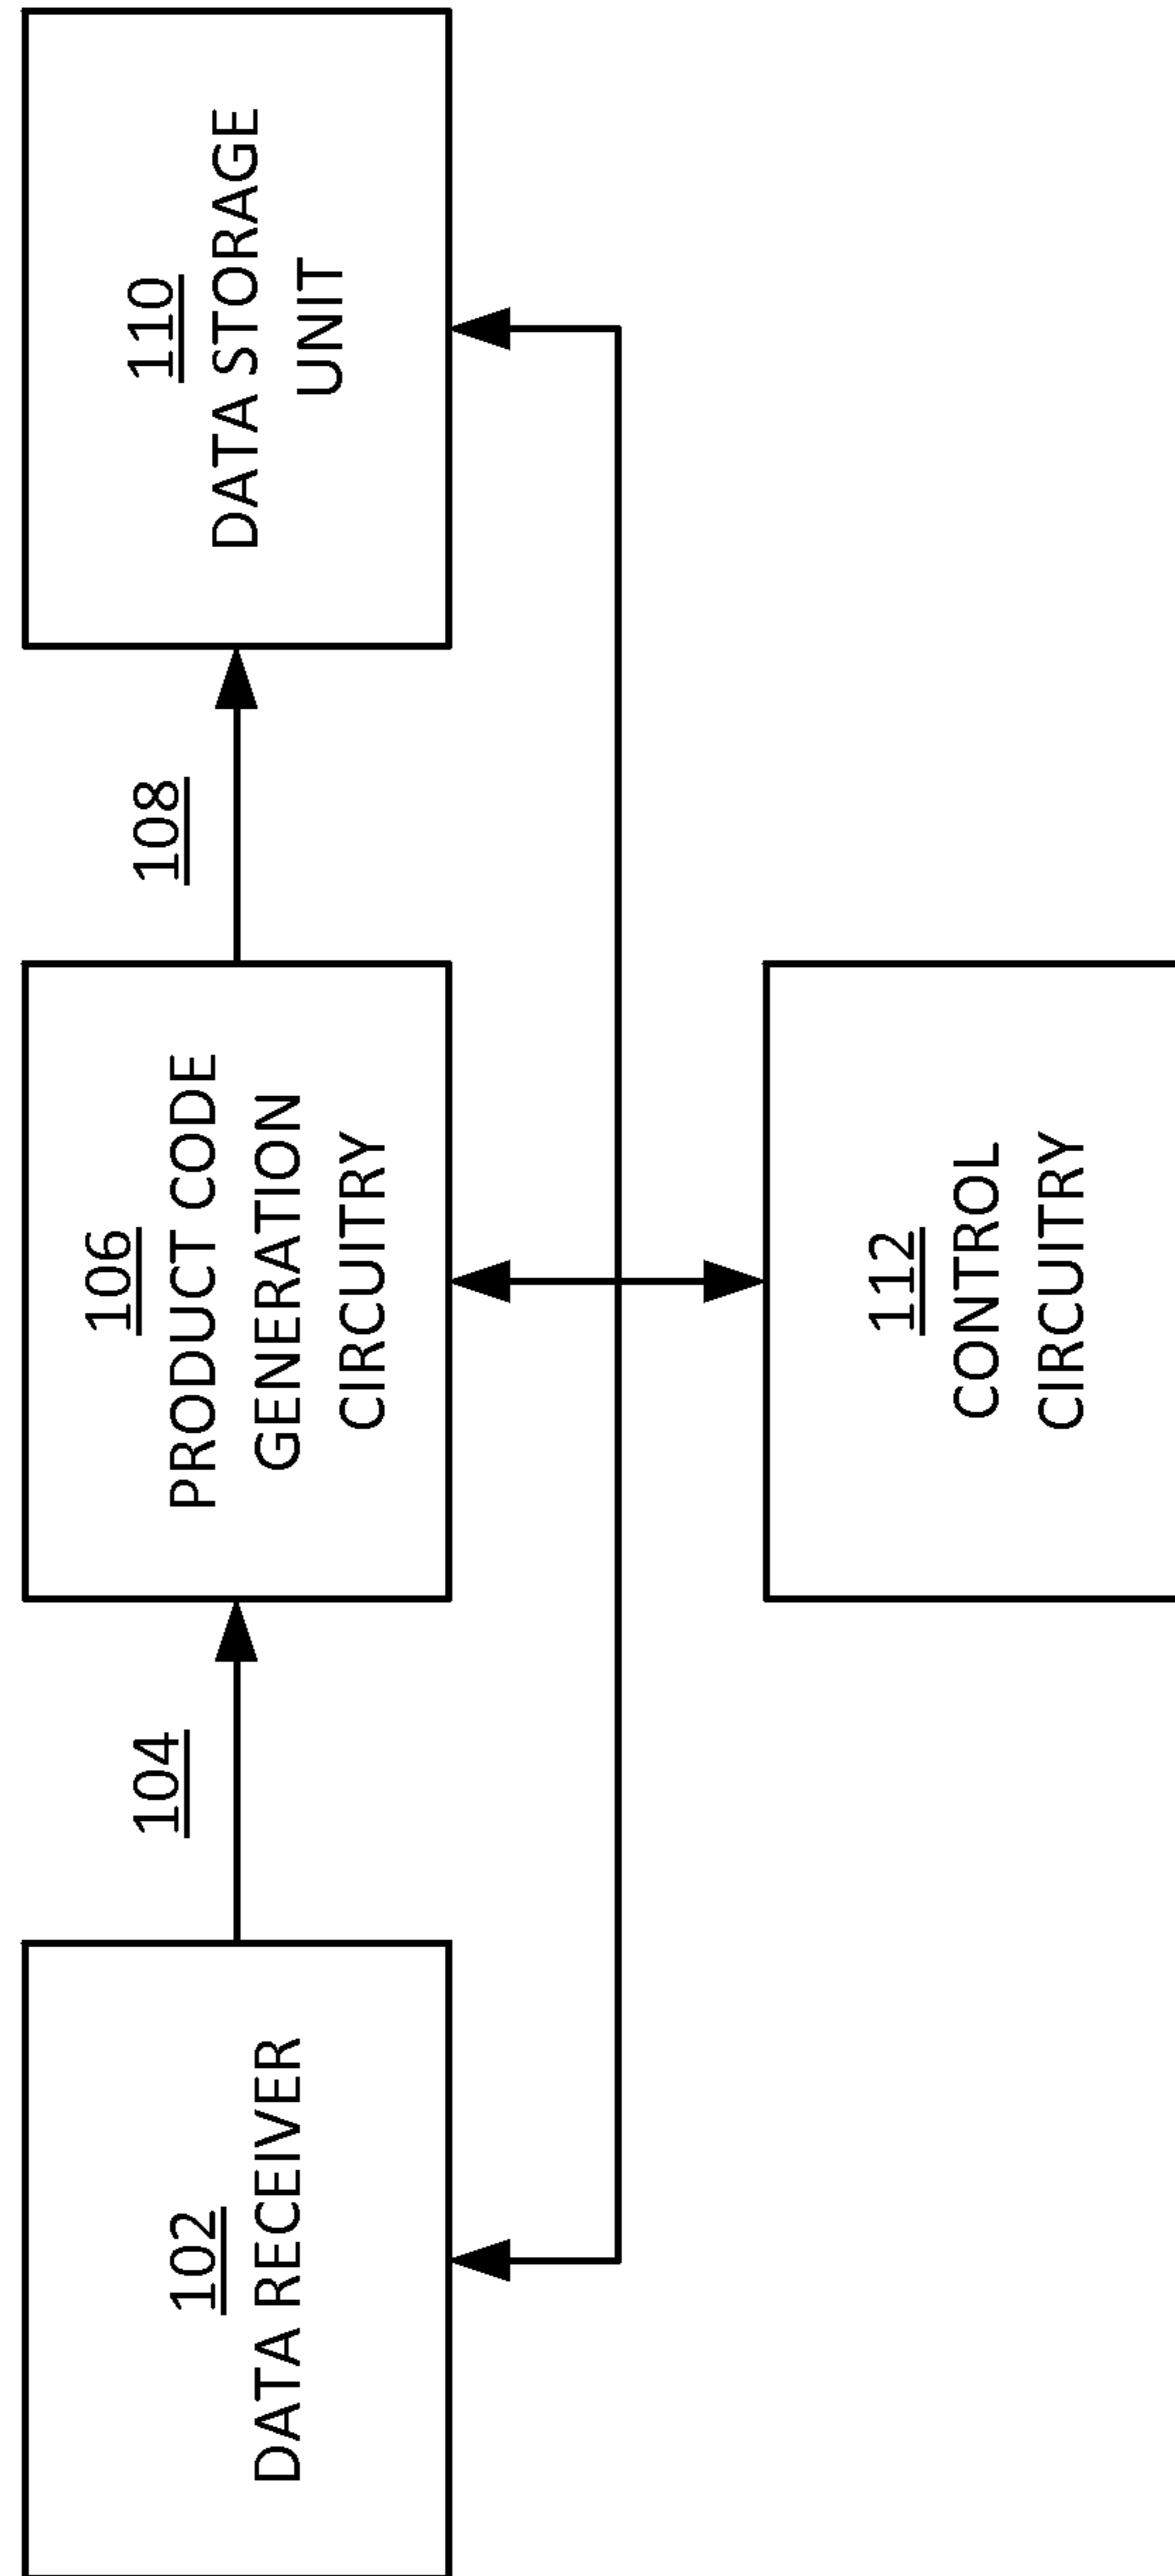 102
DATA RECEIVER
104
106
PRODUCT CODE
GENERATION
CIRCUITRY
108
110
DATA STORAGE
UNIT
112
CONTROL
CIRCUITRY